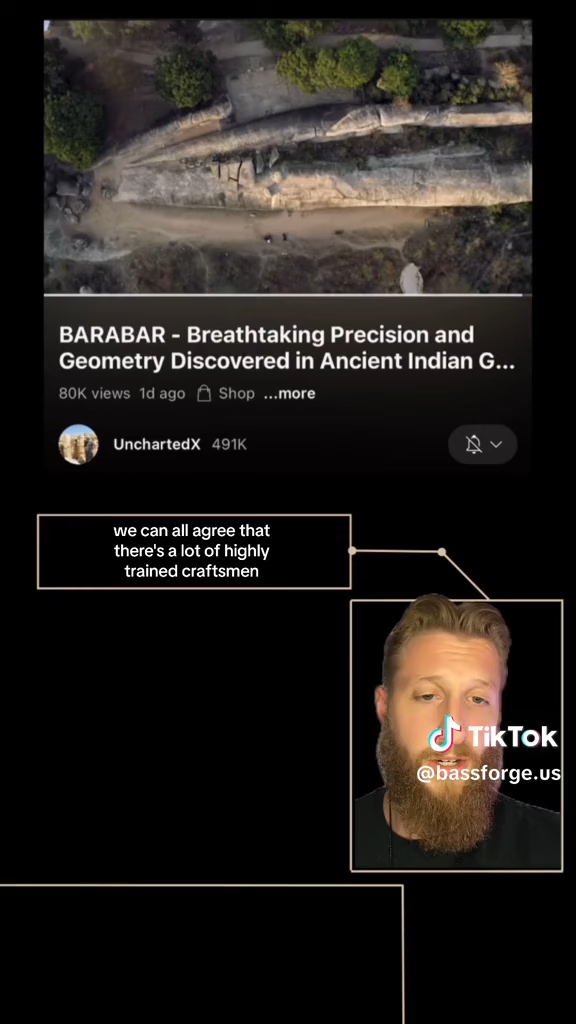 BARABAR - Breathtaking Precision and
Geometry Discovered in Ancient Indian G...
80K views 1d ago Shop ...more
UnchartedX 491K
we can all agree that
there's a lot of highly
trained craftsmen
TikTok
@bassforge.us